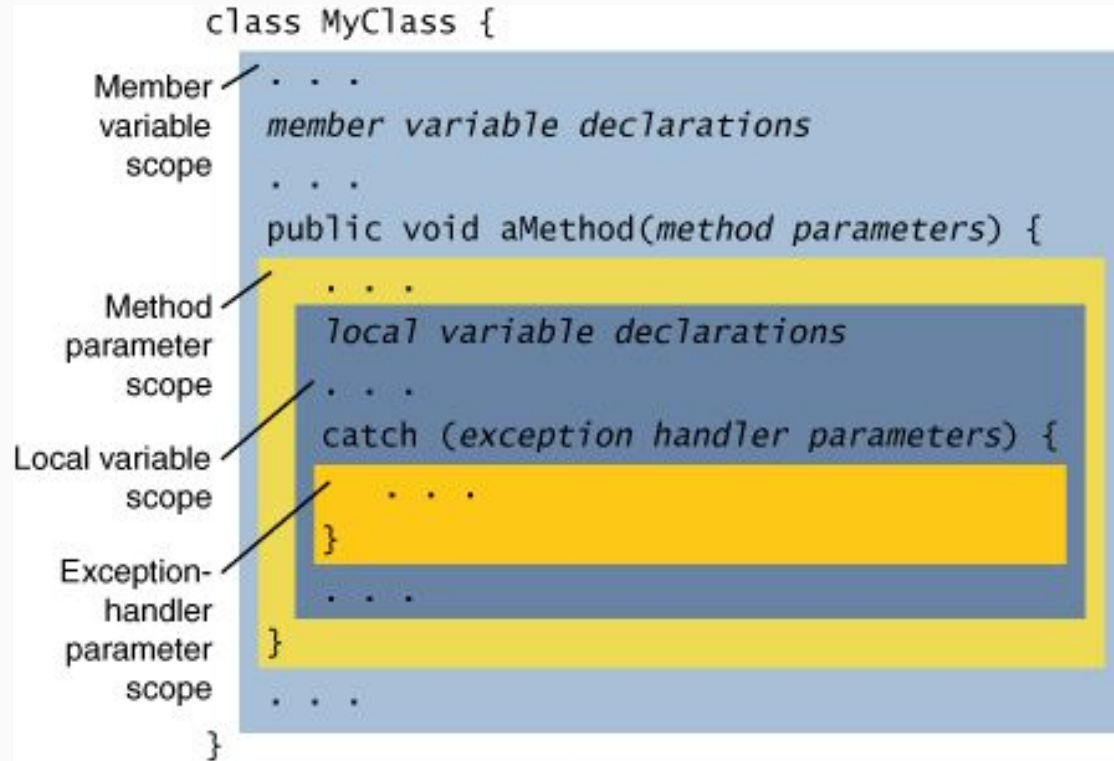 class MyClass {
Member
variable
scope
. . .
member variable declarations
. . .
public void aMethod(method parameters) {
Method
parameter
scope
. . .
local variable declarations
Local variable
scope
. . .
catch (exception handler parameters) {
Exception-
handler
parameter
scope
. . .
}
. . .
}
. . .
}